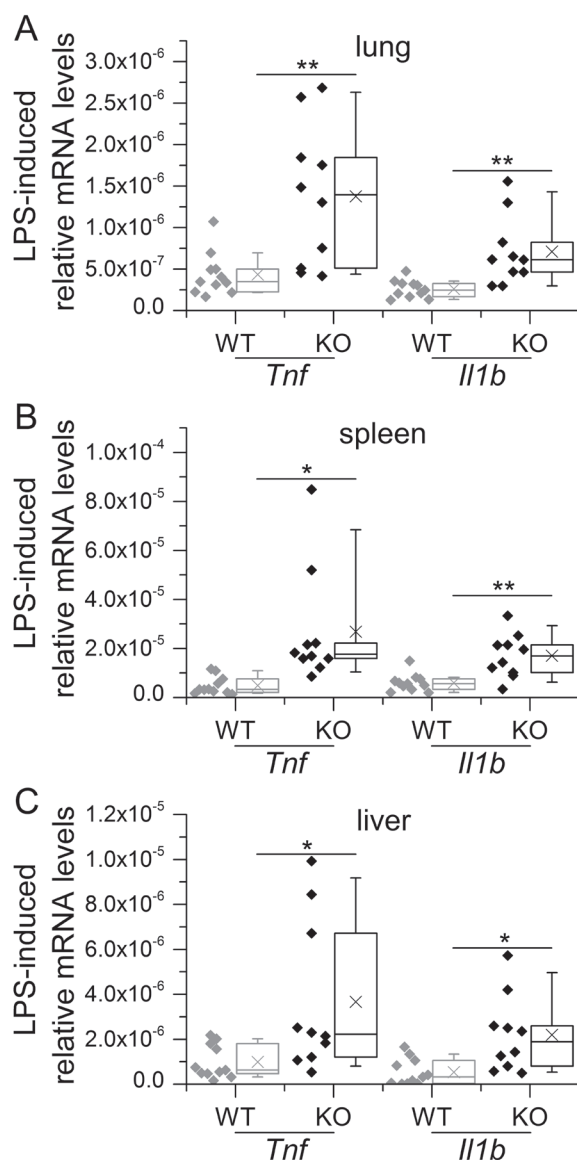 A
lung
LPS-induced
relative mRNA levels
3.0x10⁻⁶
2.5x10⁻⁶
2.0x10⁻⁶
1.5x10⁻⁶
1.0x10⁻⁶
5.0x10⁻⁷
0.0
**
**
WT KO WT KO
Tnf Il1b
B
spleen
LPS-induced
relative mRNA levels
1.0x10⁻⁴
8.0x10⁻⁵
6.0x10⁻⁵
4.0x10⁻⁵
2.0x10⁻⁵
0.0
*
**
WT KO WT KO
Tnf Il1b
C
liver
LPS-induced
relative mRNA levels
1.2x10⁻⁵
1.0x10⁻⁵
8.0x10⁻⁶
6.0x10⁻⁶
4.0x10⁻⁶
2.0x10⁻⁶
0.0
*
*
WT KO WT KO
Tnf Il1b